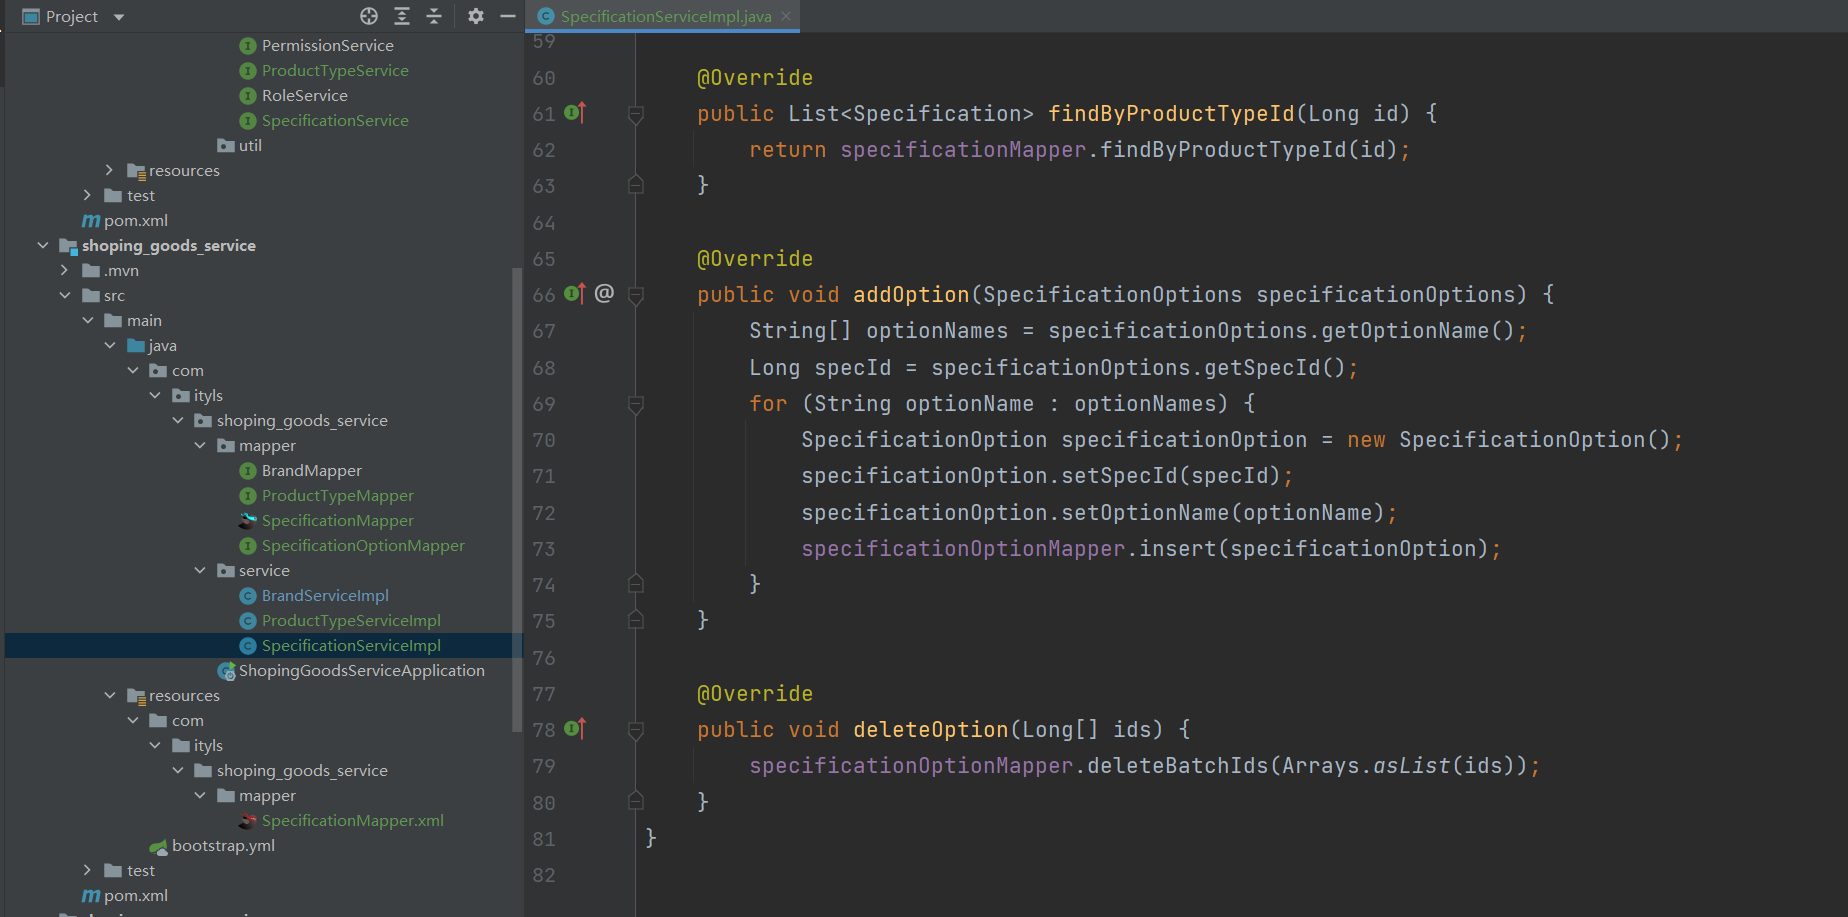 Project
PermissionService
ProductTypeService
RoleService
SpecificationService
util
resources
test
pom.xml
shoping_goods_service
.mvn
src
main
java
com
ityls
shoping_goods_service
mapper
BrandMapper
ProductTypeMapper
SpecificationMapper
SpecificationOptionMapper
service
BrandServiceImpl
ProductTypeServiceImpl
SpecificationServiceImpl
ShopingGoodsServiceApplication
resources
com
ityls
shoping_goods_service
mapper
SpecificationMapper.xml
bootstrap.yml
test
pom.xml
SpecificationServiceImpl.java
59
60 @Override
61 public List<Specification> findByProductTypeId(Long id) {
62 return specificationMapper.findByProductTypeId(id);
63 }
64
65 @Override
66 @ public void addOption(SpecificationOptions specificationOptions) {
67 String[] optionNames = specificationOptions.getOptionName();
68 Long specId = specificationOptions.getSpecId();
69 for (String optionName : optionNames) {
70 SpecificationOption specificationOption = new SpecificationOption();
71 specificationOption.setSpecId(specId);
72 specificationOption.setOptionName(optionName);
73 specificationOptionMapper.insert(specificationOption);
74 }
75 }
76
77 @Override
78 public void deleteOption(Long[] ids) {
79 specificationOptionMapper.deleteBatchIds(Arrays.asList(ids));
80 }
81 }
82